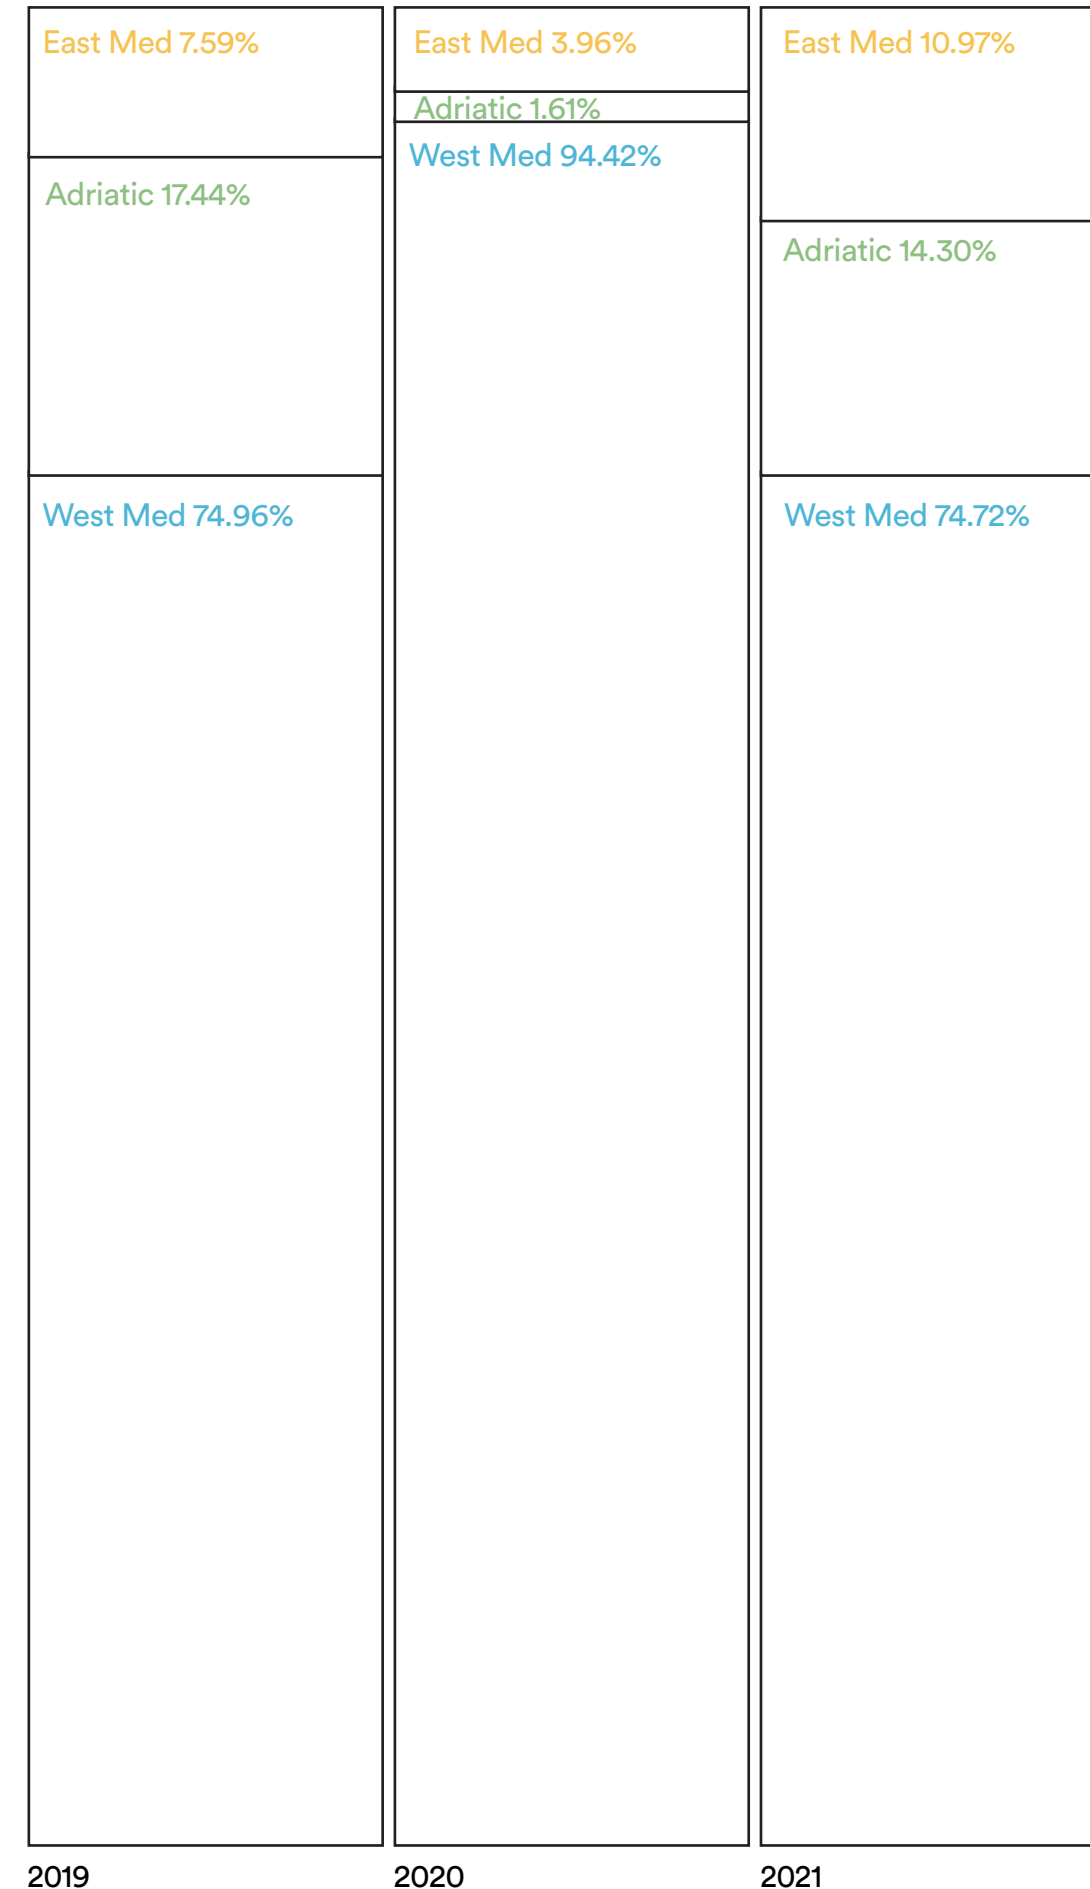 East Med 7.59%
Adriatic 17.44%
West Med 74.96%
2019
East Med 3.96%
Adriatic 1.61%
West Med 94.42%
2020
East Med 10.97%
Adriatic 14.30%
West Med 74.72%
2021